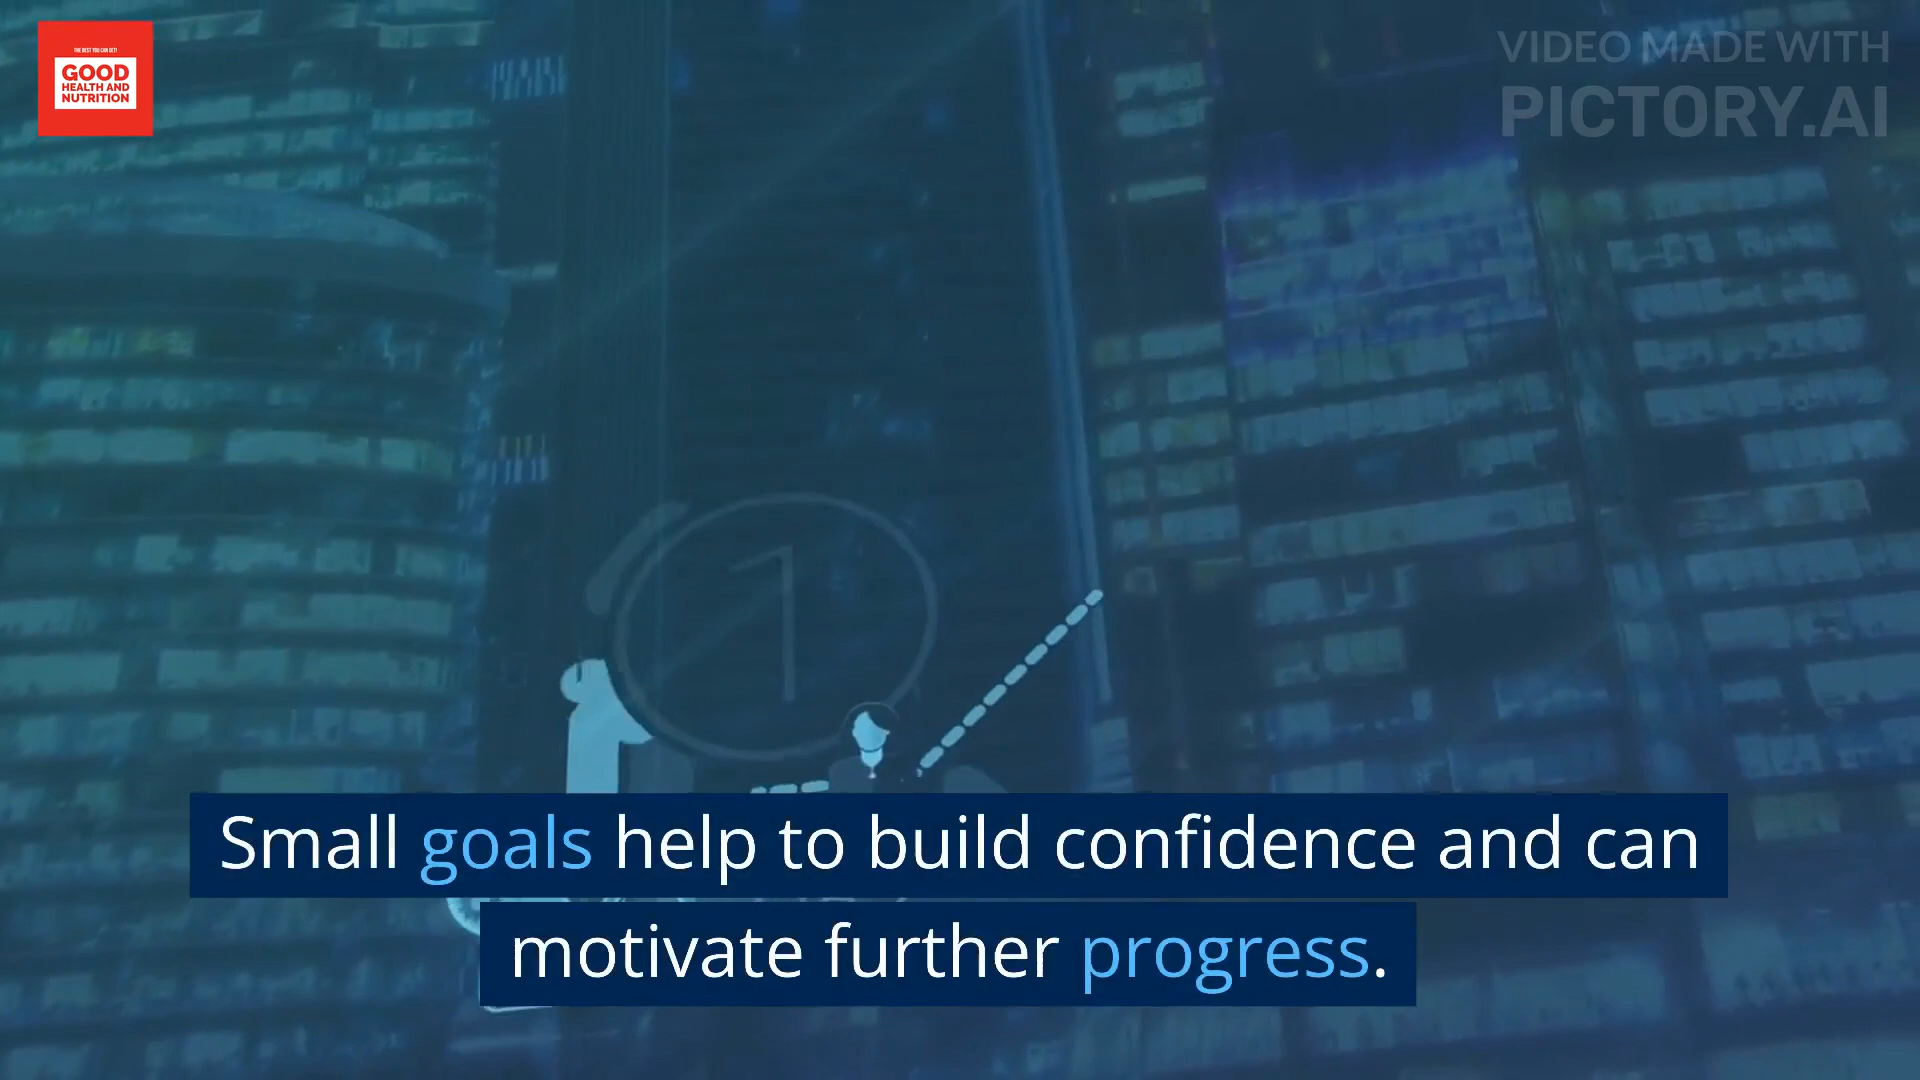 THE BEST YOU CAN GET!
GOOD
HEALTH AND
NUTRITION
VIDEO MADE WITH
PICTORY.AI
1
Small goals help to build confidence and can
motivate further progress.